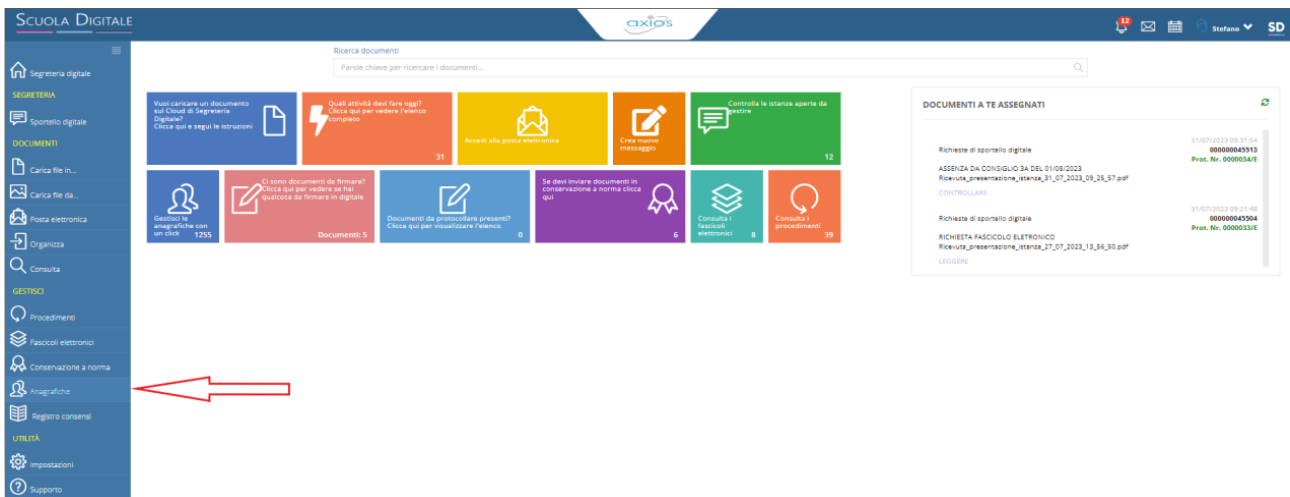 SCUOLA DIGITALE
axios
12
Stefano
SD
Segreteria digitale
SEGRETERIA
Sportello digitale
DOCUMENTI
Carica file in...
Carica file da...
Posta elettronica
Organizza
Consulta
GESTISCI
Procedimenti
Fascicoli elettronici
Conservazione a norma
Anagrafiche
Registro consensi
UTILITÀ
Impostazioni
Supporto
Ricerca documenti
Parole chiave per ricercare i documenti...
Vuoi caricare un documento
sul Cloud di Segreteria
Digitale?
Clicca qui e segui le istruzioni
Quali attività devi fare oggi?
Clicca qui per vedere l'elenco
completo
31
Accedi alla posta elettronica
Crea nuovo
messaggio
Controlla le istanze aperte da
gestire
12
Gestisci le
anagrafiche con
un click 1255
Ci sono documenti da firmare?
Clicca qui per vedere se hai
qualcosa da firmare in digitale
Documenti: 5
Documenti da protocollare presenti?
Clicca qui per visualizzare l'elenco
0
Se devi inviare documenti in
conservazione a norma clicca
qui
6
Consulta i
fascicoli
elettronici 8
Consulta i
procedimenti
39
DOCUMENTI A TE ASSEGNATI
31/07/2023 09:31:54
Richieste di sportello digitale 000000045513
Prot. Nr. 0000034/E
ASSENZA DA CONSIGLIO 3A DEL 01/08/2023
Ricevuta_presentazione_istanza_31_07_2023_09_25_57.pdf
CONTROLLARE
31/07/2023 09:21:48
Richieste di sportello digitale 000000045504
Prot. Nr. 0000033/E
RICHIESTA FASCICOLO ELETRONICO
Ricevuta_presentazione_istanza_27_07_2023_13_56_50.pdf
LEGGERE